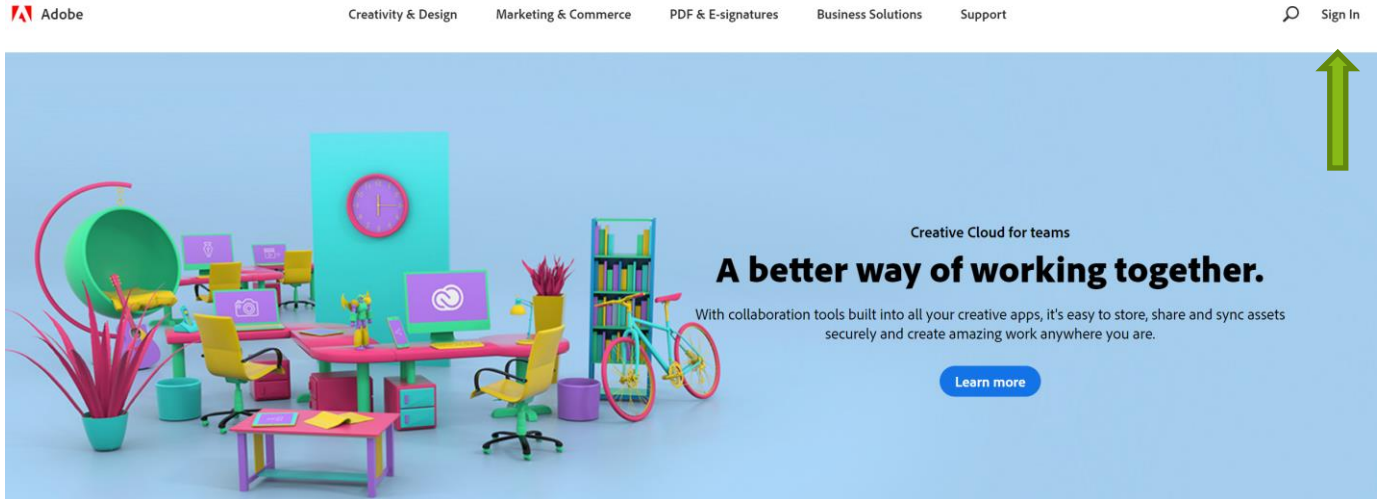 Adobe
Creativity & Design
Marketing & Commerce
PDF & E-signatures
Business Solutions
Support
Sign In
Creative Cloud for teams
A better way of working together.
With collaboration tools built into all your creative apps, it's easy to store, share and sync assets
securely and create amazing work anywhere you are.
Learn more